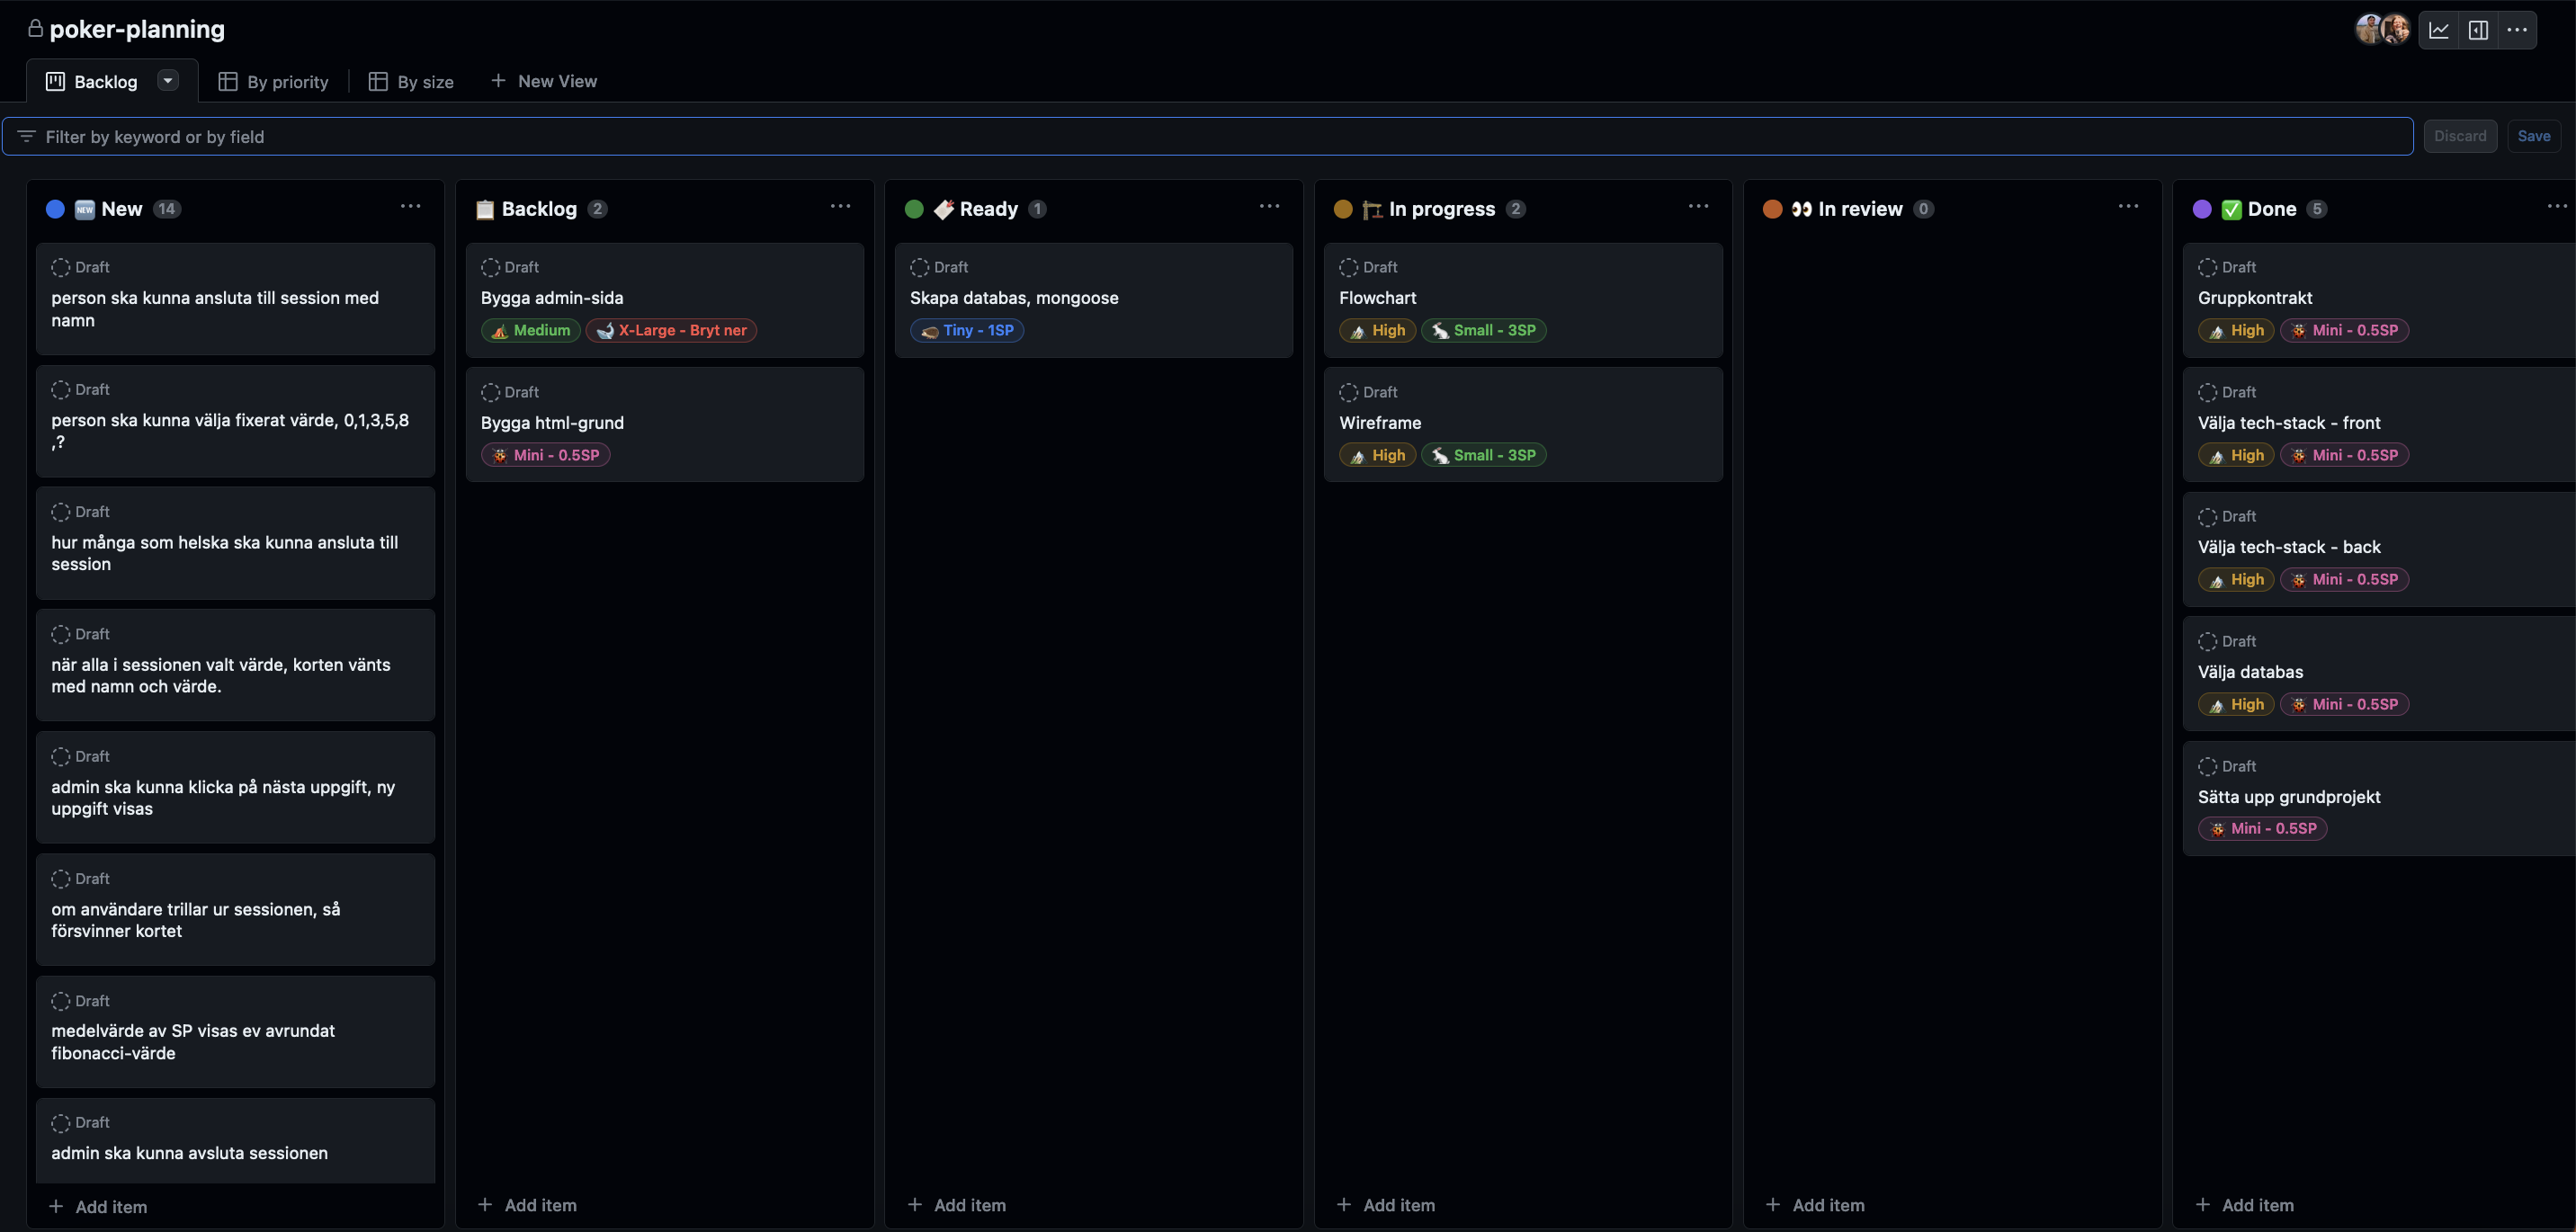 poker-planning
Backlog
By priority
By size
New View
Filter by keyword or by field
Discard
Save
New 14
Draft
person ska kunna ansluta till session med
namn
Draft
person ska kunna välja fixerat värde, 0,1,3,5,8
,?
Draft
hur många som helska ska kunna ansluta till
session
Draft
när alla i sessionen valt värde, korten vänts
med namn och värde.
Draft
admin ska kunna klicka på nästa uppgift, ny
uppgift visas
Draft
om användare trillar ur sessionen, så
försvinner kortet
Draft
medelvärde av SP visas ev avrundat
fibonacci-värde
Draft
admin ska kunna avsluta sessionen
Add item
Backlog 2
Draft
Bygga admin-sida
Medium X-Large - Bryt ner
Draft
Bygga html-grund
Mini - 0.5SP
Add item
Ready 1
Draft
Skapa databas, mongoose
Tiny - 1SP
Add item
In progress 2
Draft
Flowchart
High Small - 3SP
Draft
Wireframe
High Small - 3SP
Add item
In review 0
Add item
Done 5
Draft
Gruppkontrakt
High Mini - 0.5SP
Draft
Välja tech-stack - front
High Mini - 0.5SP
Draft
Välja tech-stack - back
High Mini - 0.5SP
Draft
Välja databas
High Mini - 0.5SP
Draft
Sätta upp grundprojekt
Mini - 0.5SP
Add item